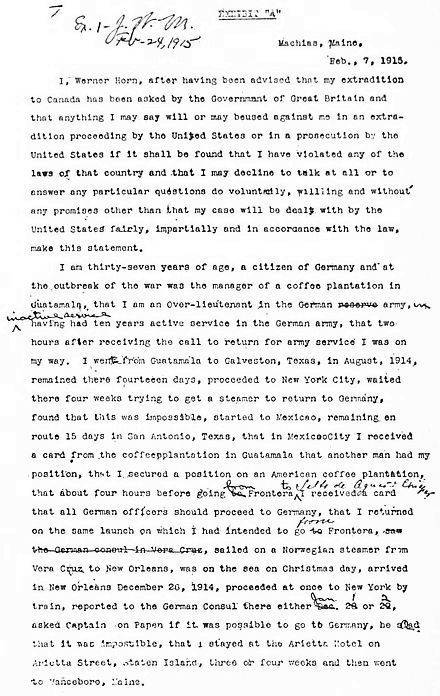 Ex. 1-J. W. M.
Feb-24, 1915
EXHIBIT "A"
Machias, Maine.
Feb., 7, 1915.
I, Werner Horn, after having been advised that my extradition
to Canada has been asked by the Government of Great Britain and
that anything I may say will or may beused against me in an extra-
dition proceeding by the United States or in a prosecution by the
United States if it shall be found that I have violated any of the
laws of that country and that I may decline to talk at all or to
answer any particular questions do voluntarily, willing and without
any promises other than that my case will be dealt with by the
United States fairly, impartially and in accordance with the law,
make this statement.
I am thirty-seven years of age, a citizen of Germany and at
the outbreak of the war was the manager of a coffee plantation in
Guatamala, that I am an Over-lieutenant in the German reserve army, in
inactive service
having had ten years active service in the German army, that two
hours after receiving the call to return for army service I was on
my way. I went from Guatamala to Galveston, Texas, in August, 1914,
remained there fourteeen days, proceeded to New York City, waited
there four weeks trying to get a steamer to return to Germany,
found that this was impossible, started to Mexicao, remaining en
route 15 days in San Antonio, Texas, that in MexicaoCity I received
a card from the coffeeplantation in Guatamala that another man had my
position, that I secured a position on an American coffee plantation,
from to
that about four hours before going to Frontera, I receiveda card
that all German officers should proceed to Germany, that I returned
from
on the same launch on which I had intended to go to Frontera, saw
the German consul in Vera Cruz, sailed on a Norwegian steamer from
Vera Cruz to New Orleans, was on the sea on Christmas day, arrived
in New Orleans December 26, 1914, proceeded at once to New York by
Jan 1 2
train, reported to the German Consul there either Dec. 28 or 29,
asked Captain von Papen if it was possible to go to Germany, he said
that it was impossible, that I stayed at the Arietta Hotel on
Arietta Street, Staten Island, three or four weeks and then went
to Vanceboro, Maine.